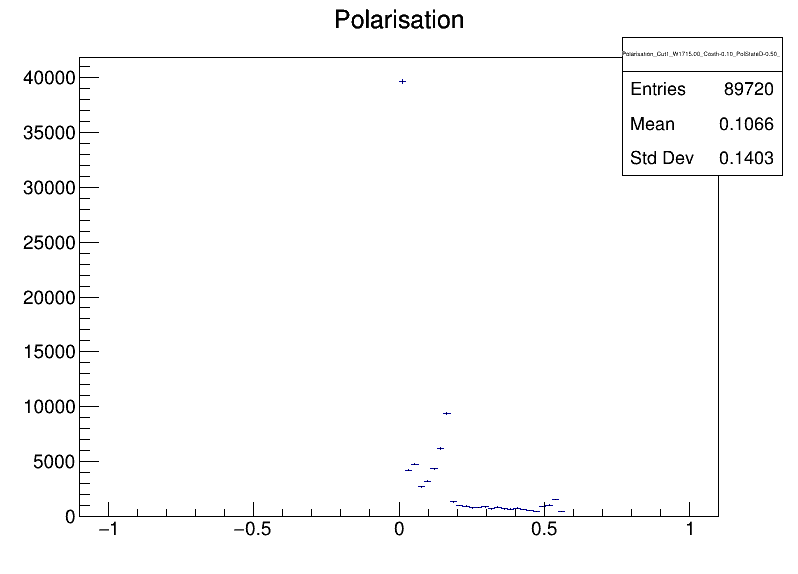 Polarisation
Polarisation_Cut1_W1715.00_Costh-0.10_PolStateD-0.50_
Entries 89720
Mean 0.1066
Std Dev 0.1403
40000
35000
30000
25000
20000
15000
10000
5000
0
−1 −0.5 0 0.5 1